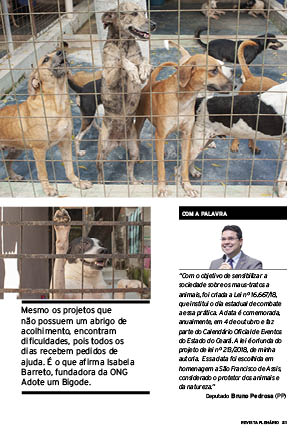 COM A PALAVRA
Mesmo os projetos que
não possuem um abrigo de
acolhimento, encontram
dificuldades, pois todos os
dias recebem pedidos de
ajuda. É o que afirma Isabela
Barreto, fundadora da ONG
Adote um Bigode.
"Com o objetivo de sensibilizar a
sociedade sobre os maus-tratos a
animais, foi criada a Lei nº 16.667/18,
que institui o dia estadual de combate
a essa prática. A data é comemorada,
anualmente, em 4 de outubro e faz
parte do Calendário Oficial de Eventos
do Estado do Ceará. A lei é oriunda do
projeto de lei nº 213/2018, de minha
autoria. Essa data foi escolhida em
homenagem a São Francisco de Assis,
considerado o protetor dos animais e
da natureza."
Deputado Bruno Pedrosa (PP)
REVISTA PLENÁRIO